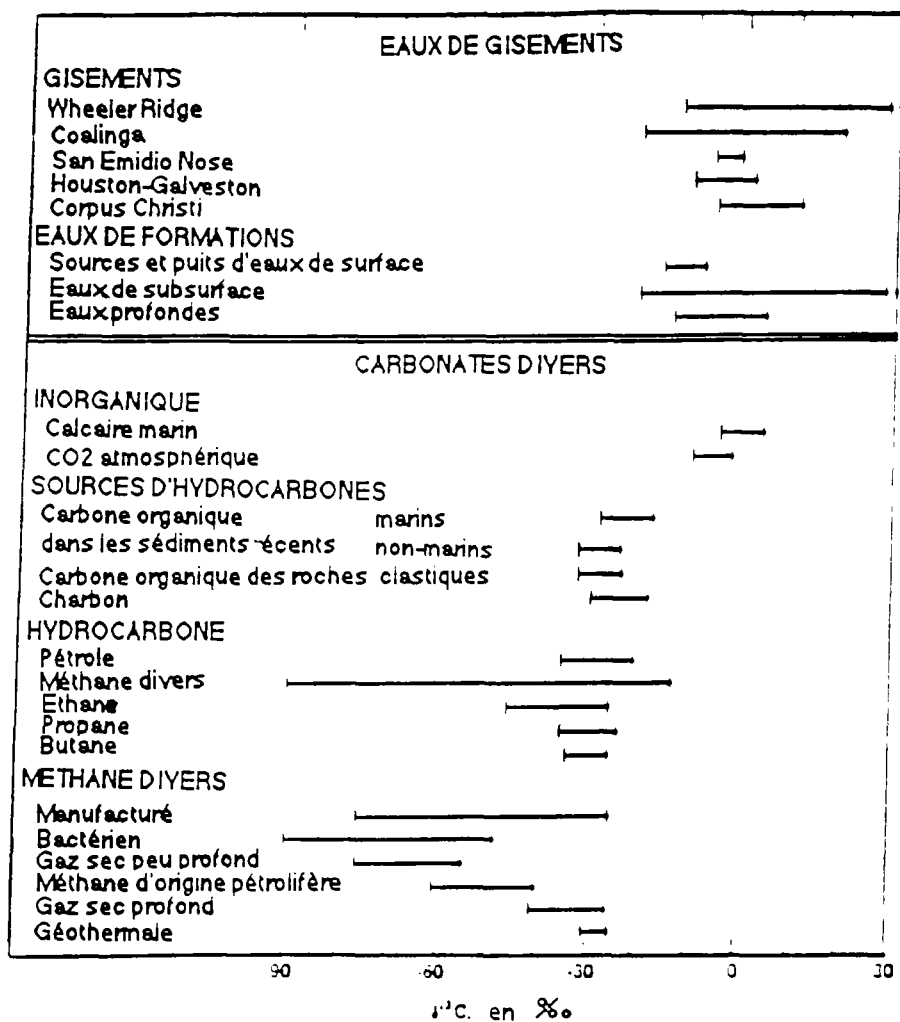 EAUX DE GISEMENTS
GISEMENTS
Wheeler Ridge
Coalinga
San Emidio Nose
Houston-Galveston
Corpus Christi
EAUX DE FORMATIONS
Sources et puits d'eaux de surface
Eaux de subsurface
Eaux profondes
CARBONATES DIVERS
INORGANIQUE
Calcaire marin
CO2 atmosphérique
SOURCES D'HYDROCARBONES
Carbone organique marins
dans les sédiments écents non-marins
Carbone organique des roches clastiques
Charbon
HYDROCARBONE
Pétrole
Méthane divers
Ethane
Propane
Butane
METHANE DIVERS
Manufacturé
Bactérien
Gaz sec peu profond
Méthane d'origine pétrolifère
Gaz sec profond
Géothermale
90 -60 -30 0 30
C. en ‰